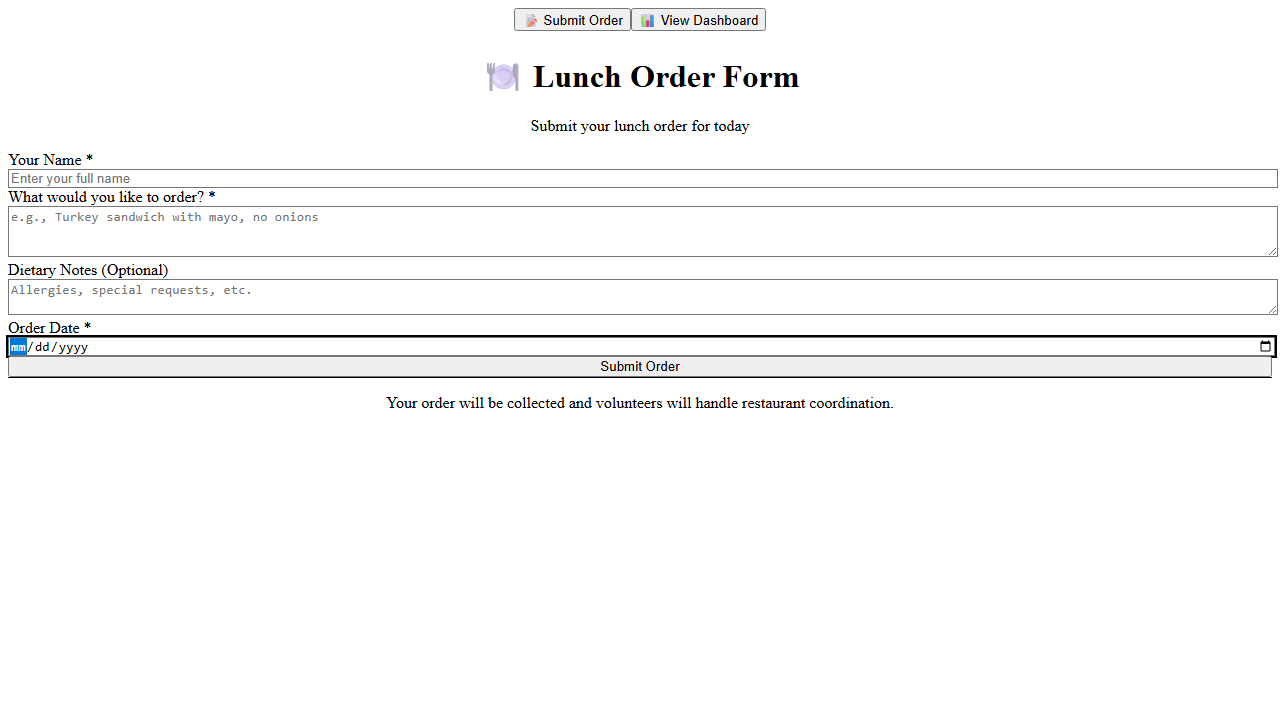 Submit Order View Dashboard
Lunch Order Form
Submit your lunch order for today
Your Name *
Enter your full name
What would you like to order? *
e.g., Turkey sandwich with mayo, no onions
Dietary Notes (Optional)
Allergies, special requests, etc.
Order Date *
mm/dd/yyyy
Submit Order
Your order will be collected and volunteers will handle restaurant coordination.